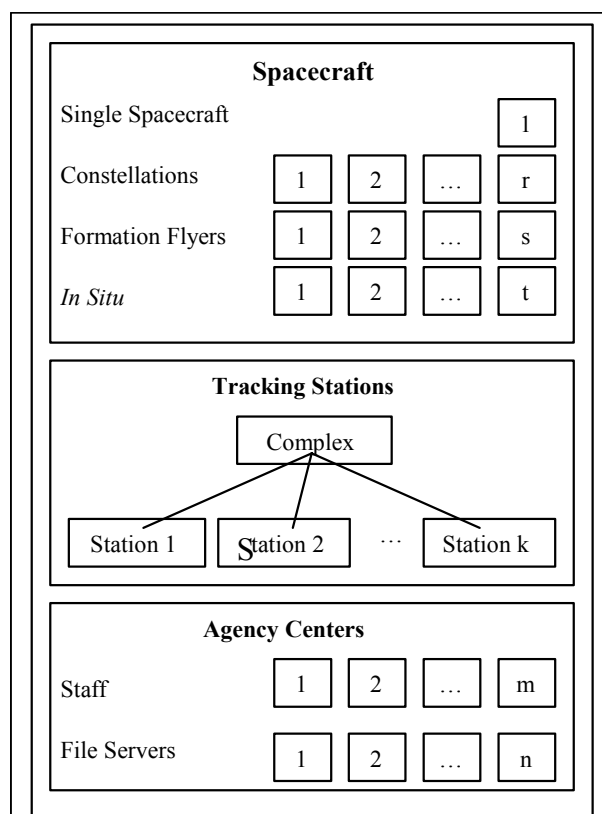 Spacecraft
Single Spacecraft 1
Constellations 1 2 … r
Formation Flyers 1 2 … s
In Situ 1 2 … t
Tracking Stations
Complex
Station 1 Station 2 … Station k
Agency Centers
Staff 1 2 … m
File Servers 1 2 … n